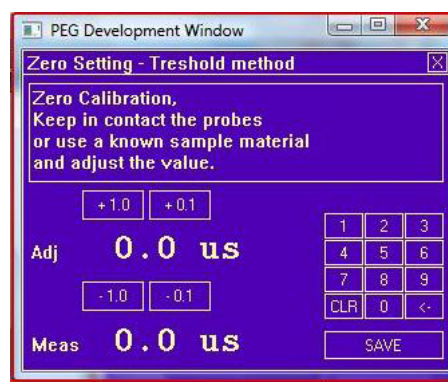 PEG Development Window
Zero Setting - Treshold method
Zero Calibration,
Keep in contact the probes
or use a known sample material
and adjust the value.
+1.0 +0.1
Adj 0.0 us
-1.0 -0.1
Meas 0.0 us
1 2 3
4 5 6
7 8 9
CLR 0 <-
SAVE